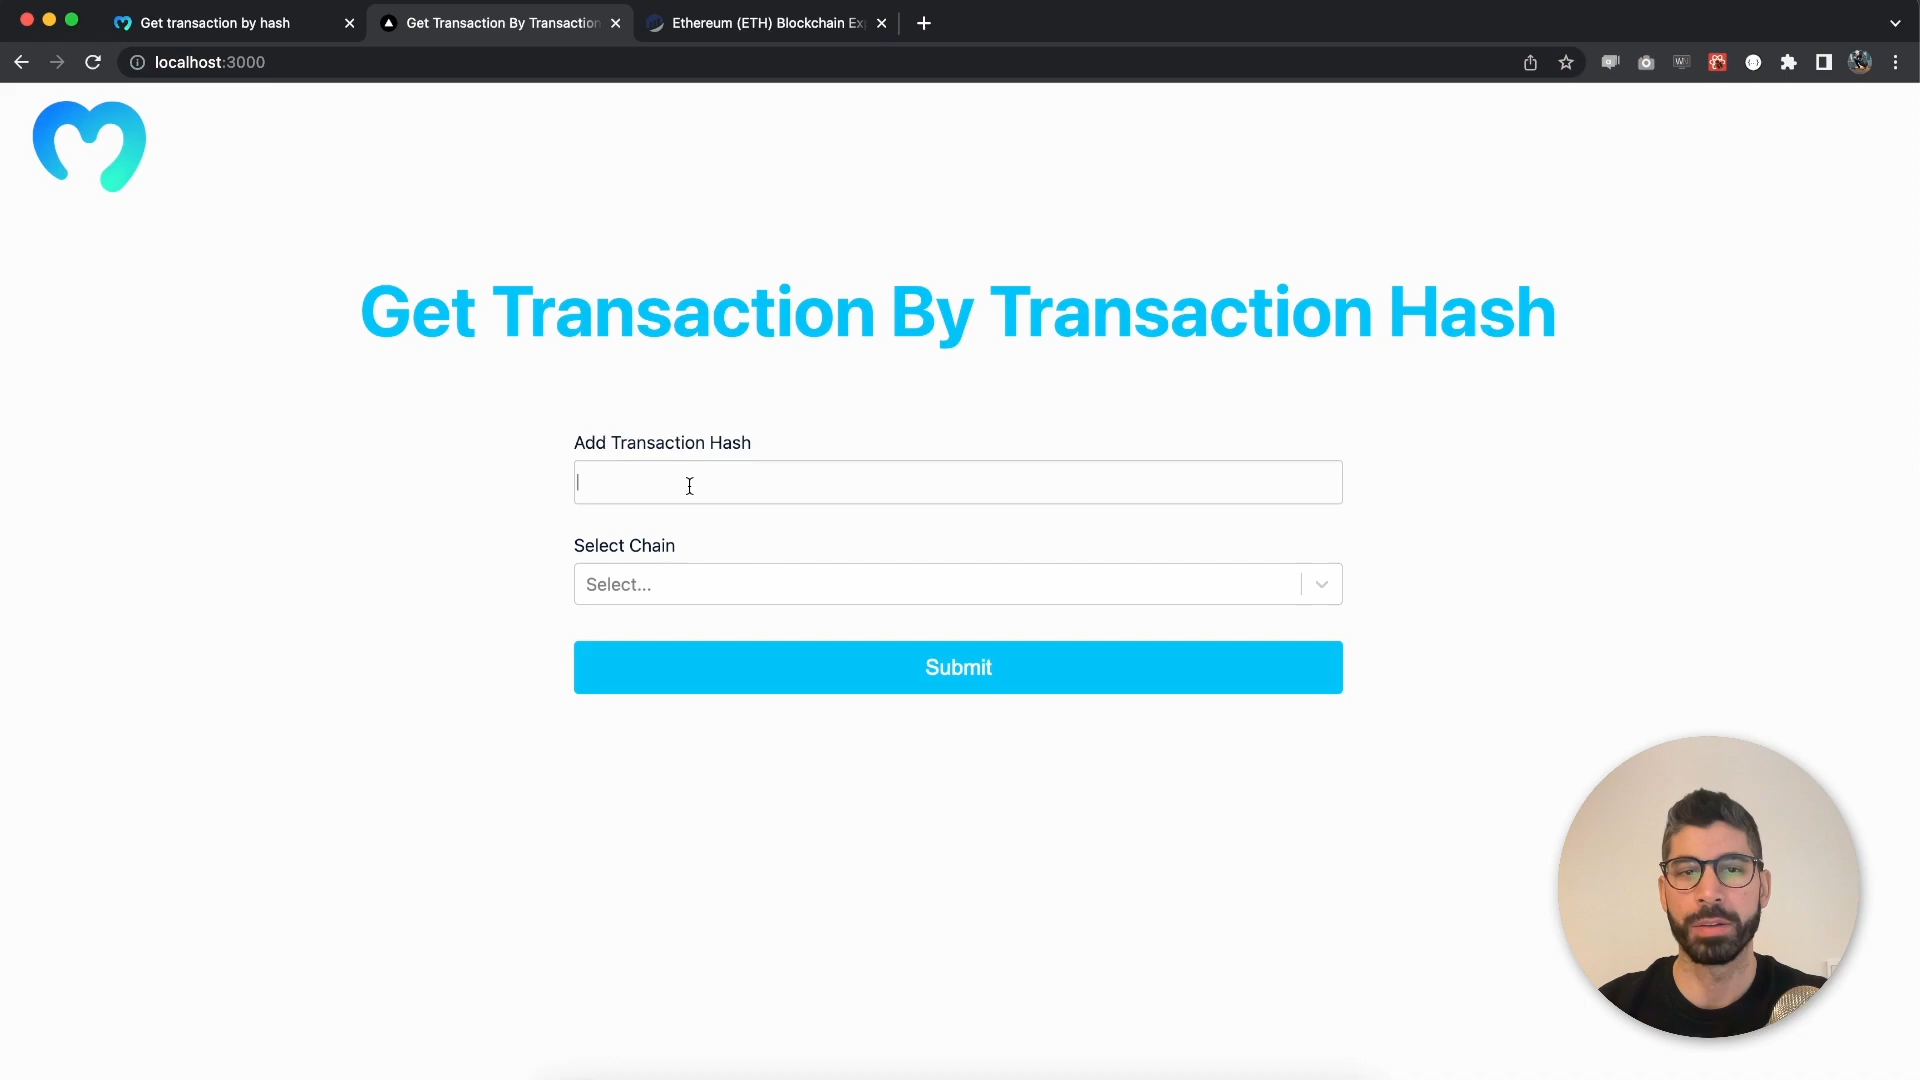 Get transaction by hash
Get Transaction By Transaction
Ethereum (ETH) Blockchain Ex
localhost:3000
Get Transaction By Transaction Hash
Add Transaction Hash
Select Chain
Select...
Submit